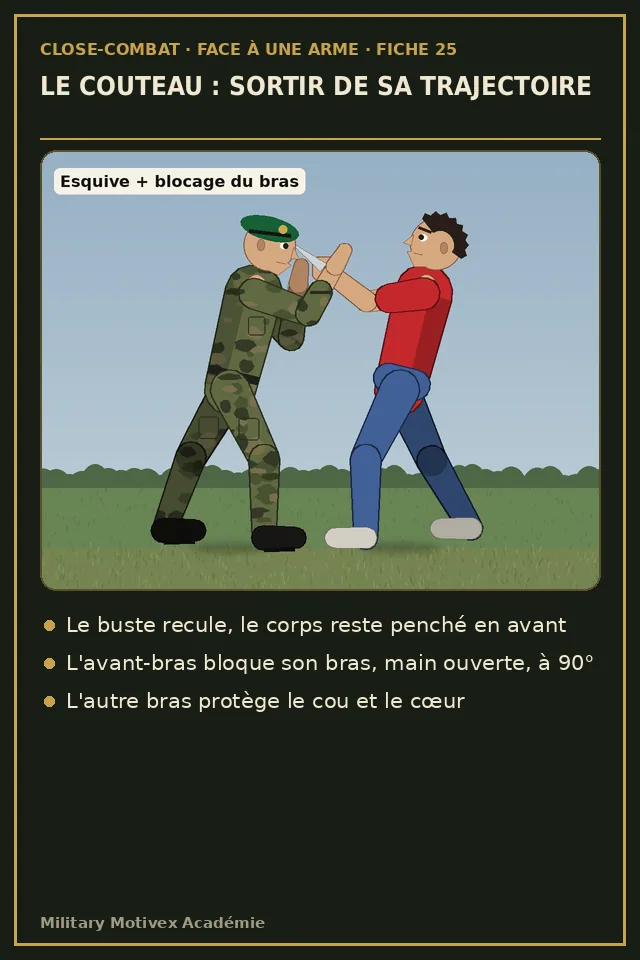 CLOSE-COMBAT · FACE À UNE ARME · FICHE 25
LE COUTEAU : SORTIR DE SA TRAJECTOIRE
Esquive + blocage du bras
Le buste recule, le corps reste penché en avant
L'avant-bras bloque son bras, main ouverte, à 90°
L'autre bras protège le cou et le cœur
Military Motivex Académie